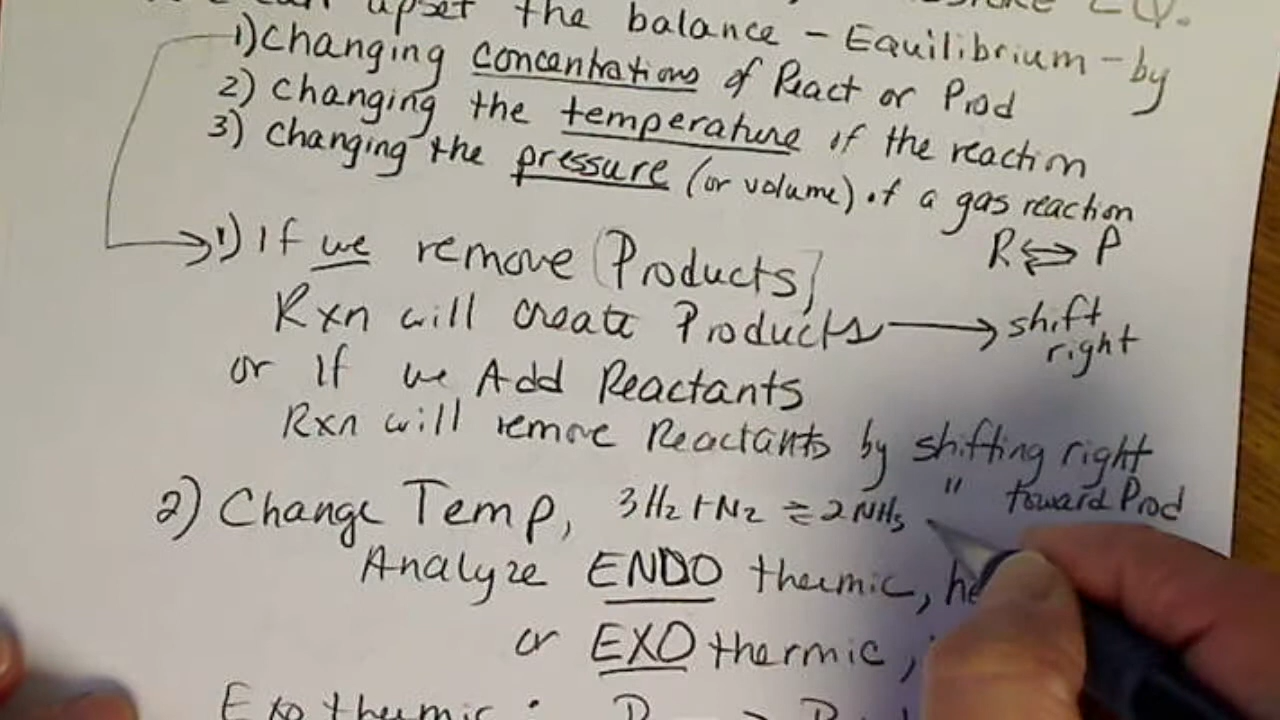 upset the balance - Equilibrium - by
1) Changing concentrations of React or Prod
2) Changing the temperature of the reaction
3) Changing the pressure (or volume) of a gas reaction
R ⇌ P
1) If we remove [Products]
Rxn will create Products → shift right
or If we Add Reactants
Rxn will remove Reactants by shifting right
" toward Prod
2) Change Temp, 3H2 + N2 ⇌ 2NH3
Analyze ENDO thermic, he
or EXO thermic,
Exothermic :